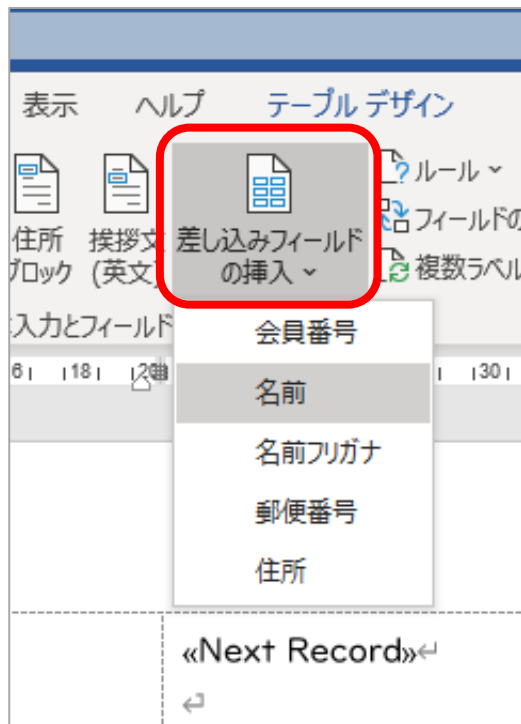 表示 ヘルプ テーブル デザイン
住所 挨拶文 差し込みフィールド ルール
ブロック (英文) の挿入 フィールドの
複数ラベル
入力とフィールド
会員番号
6 18 20 30
名前
名前フリガナ
郵便番号
住所
«Next Record»↵
↵